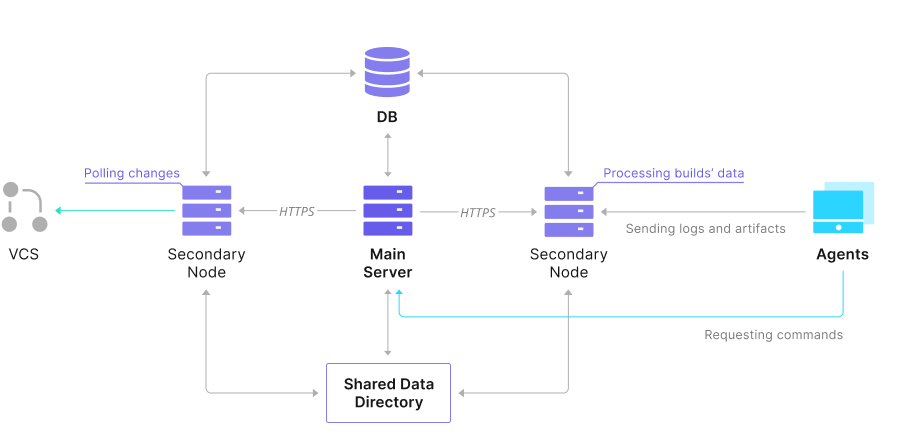 DB
Polling changes
Processing builds’ data
HTTPS
HTTPS
Sending logs and artifacts
VCS
Secondary
Node
Main
Server
Secondary
Node
Agents
Requesting commands
Shared Data
Directory